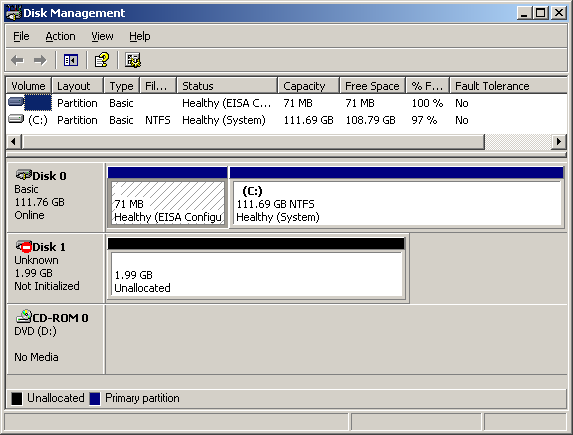 Disk Management
File Action View Help
Volume Layout Type Fil... Status Capacity Free Space % F... Fault Tolerance
Partition Basic Healthy (EISA C... 71 MB 71 MB 100 % No
(C:) Partition Basic NTFS Healthy (System) 111.69 GB 108.79 GB 97 % No
Disk 0
Basic
111.76 GB
Online
71 MB
Healthy (EISA Configu
(C:)
111.69 GB NTFS
Healthy (System)
Disk 1
Unknown
1.99 GB
Not Initialized
1.99 GB
Unallocated
CD-ROM 0
DVD (D:)
No Media
Unallocated Primary partition